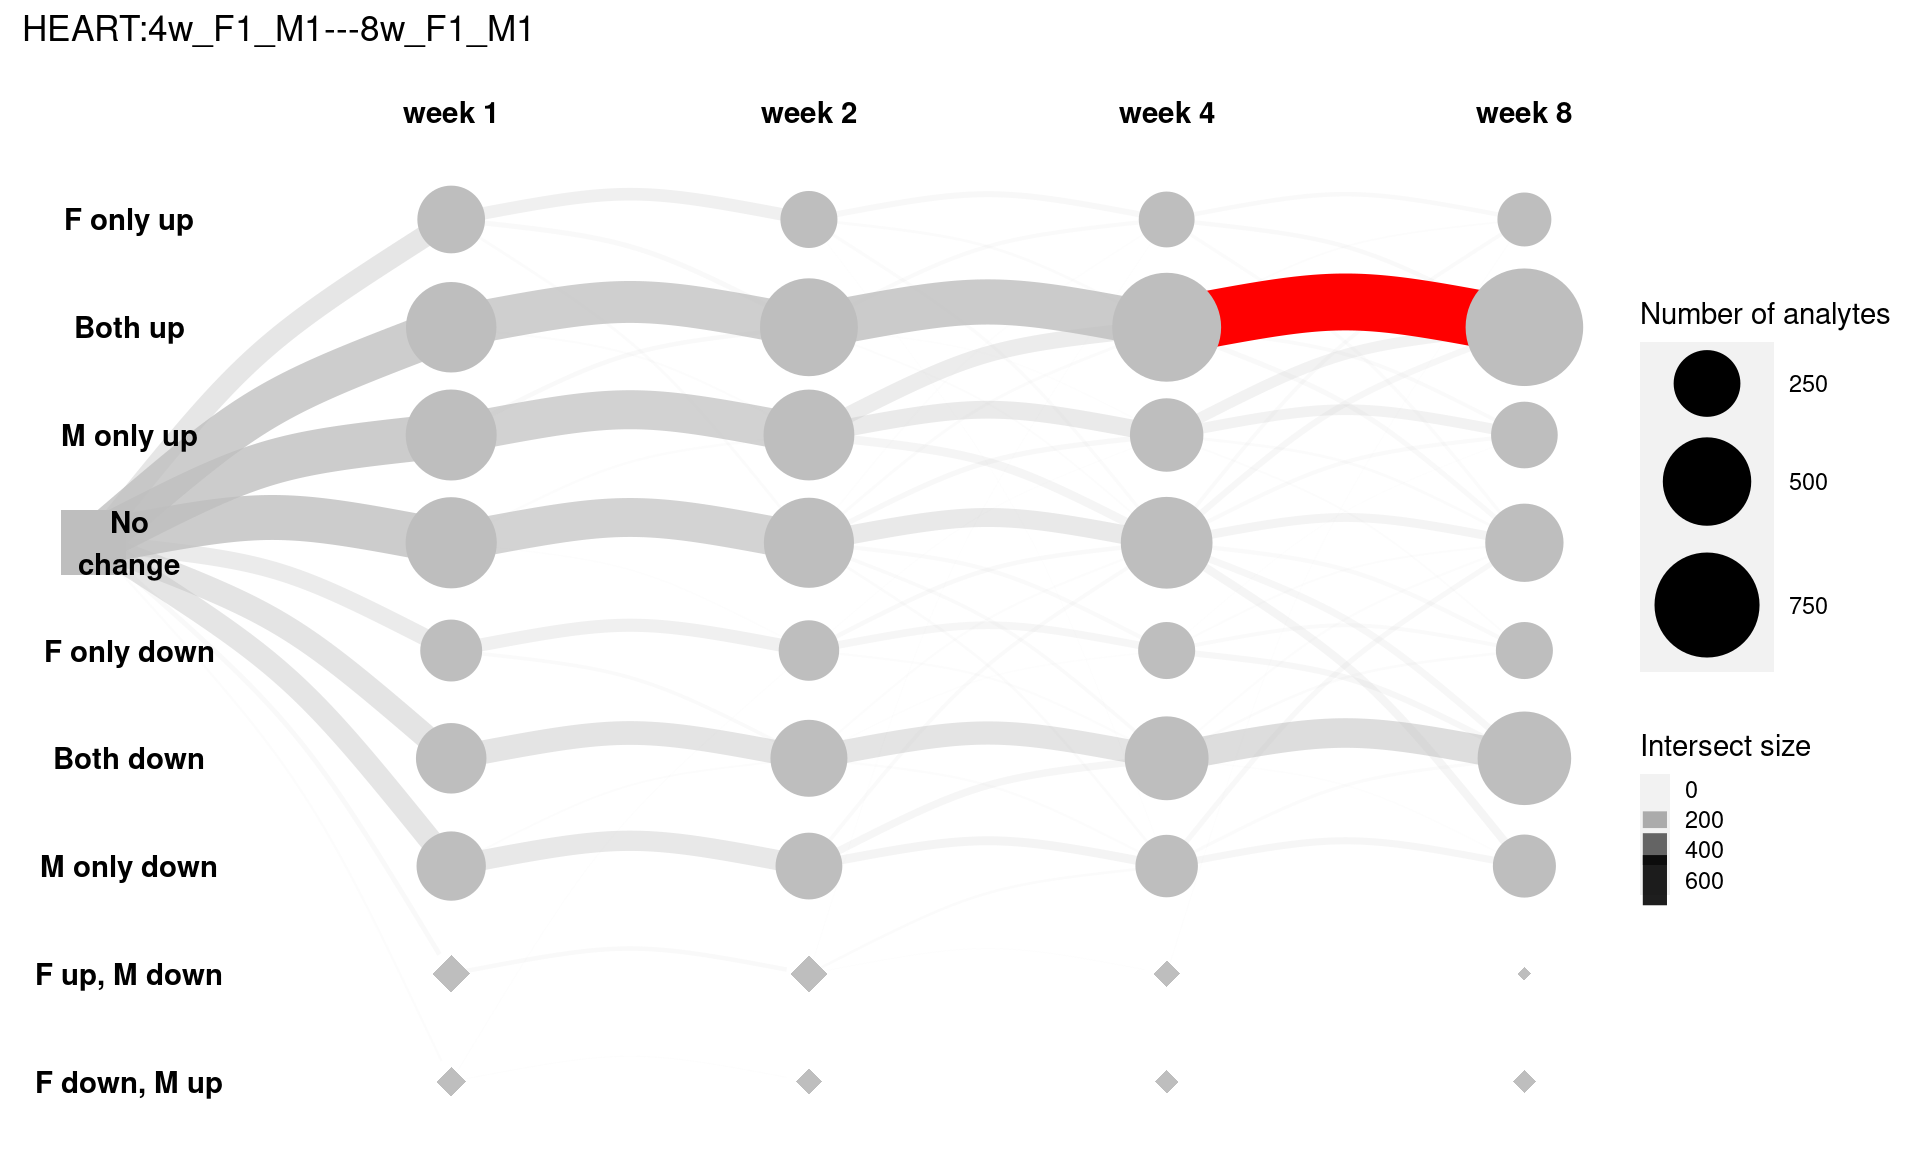 HEART:4w_F1_M1---8w_F1_M1
week 1
week 2
week 4
week 8
F only up
Both up
M only up
No
change
F only down
Both down
M only down
F up, M down
F down, M up
Number of analytes
250
500
750
Intersect size
0
200
400
600